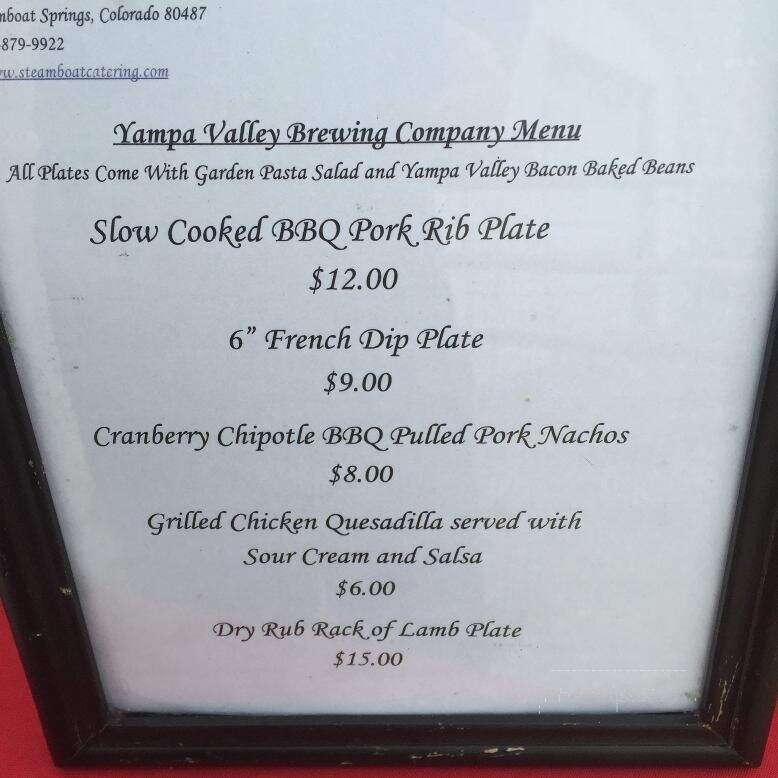 Springs, Colorado 80487
879-9922
.steamboatcatering.com
Yampa Valley Brewing Company Menu
All Plates Come With Garden Pasta Salad and Yampa Valley Bacon Baked Beans
Slow Cooked BBQ Pork Rib Plate
$12.00
6" French Dip Plate
$9.00
Cranberry Chipotle BBQ Pulled Pork Nachos
$8.00
Grilled Chicken Quesadilla served with
Sour Cream and Salsa
$6.00
Dry Rub Rack of Lamb Plate
$15.00